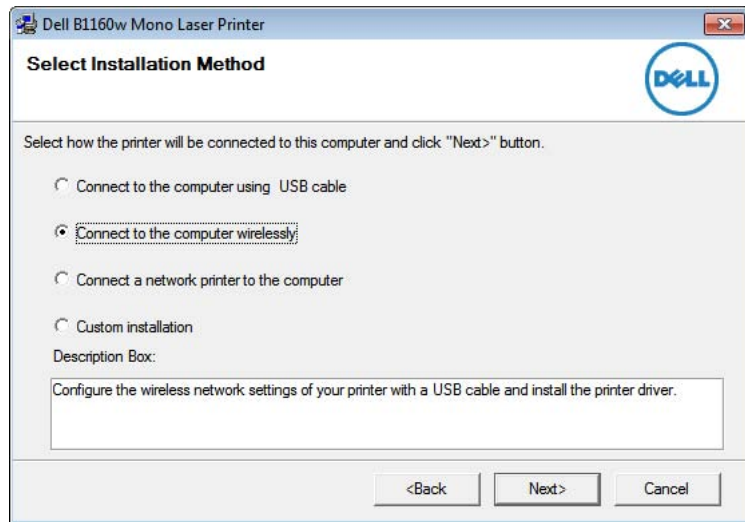 Dell B1160w Mono Laser Printer
Select Installation Method
DELL
Select how the printer will be connected to this computer and click "Next>" button.
Connect to the computer using  USB cable
Connect to the computer wirelessly
Connect a network printer to the computer
Custom installation
Description Box:
Configure the wireless network settings of your printer with a USB cable and install the printer driver.
<Back Next> Cancel